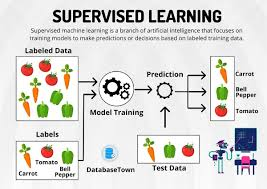 SUPERVISED LEARNING
Supervised machine learning is a branch of artificial intelligence that focuses on
training models to make predictions or decisions based on labeled training data.
Labeled Data
Prediction
Carrot
Bell
Pepper
Tomato
Model Training
Labels
Tomato
Carrot
Bell
Pepper
DatabaseTown
Test Data